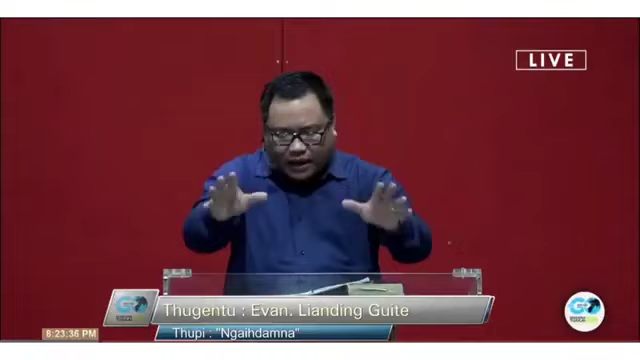 LIVE
Thugentu : Evan. Lianding Guite
Thupi : "Ngaihdamna"
8:23:36 PM